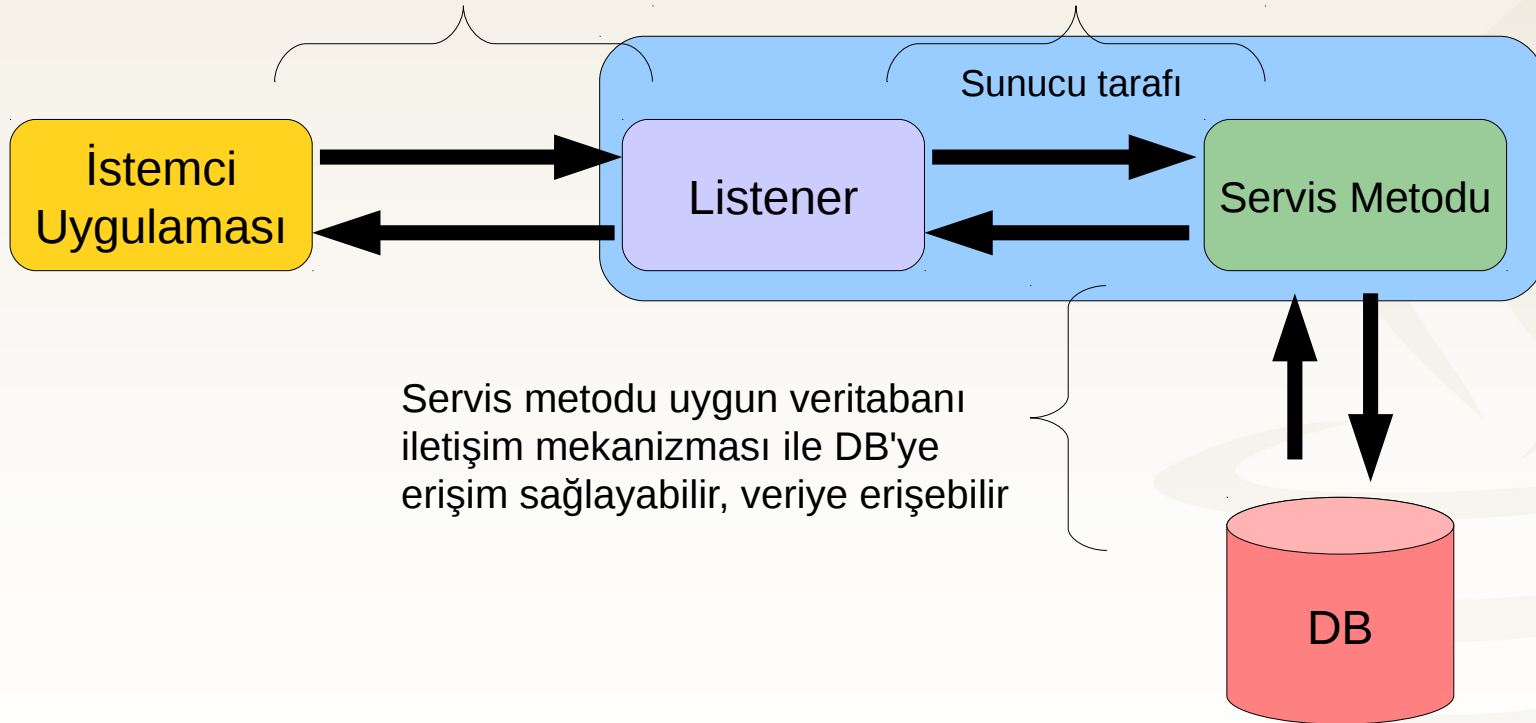 Sunucu tarafı
İstemci
Uygulaması
Listener
Servis Metodu
Servis metodu uygun veritabanı
iletişim mekanizması ile DB'ye
erişim sağlayabilir, veriye erişebilir
DB